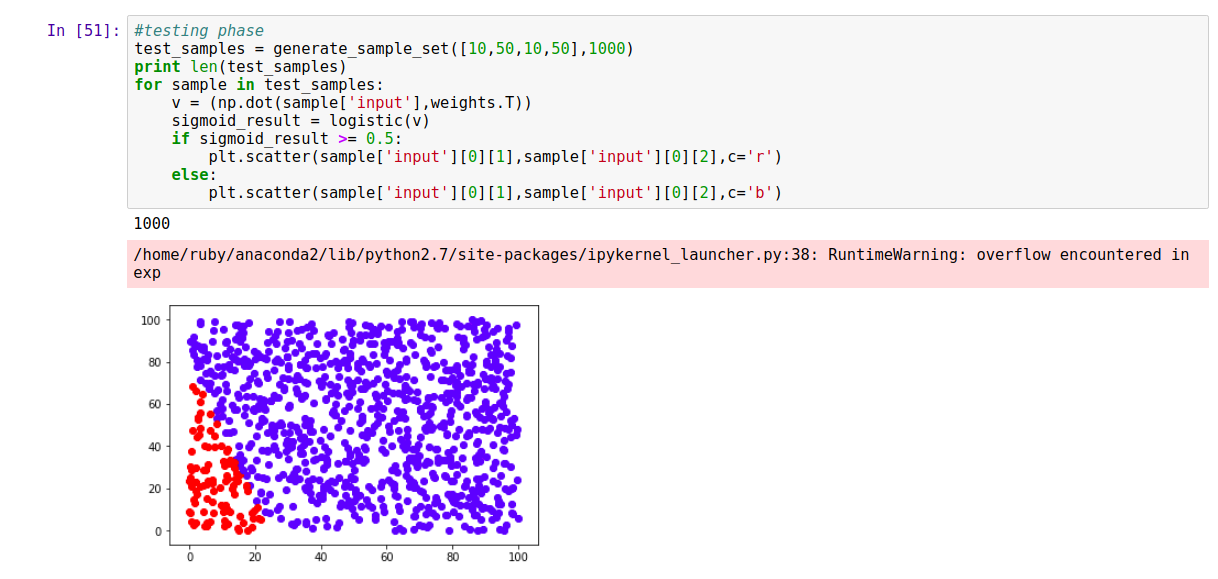 In [51]:
#testing phase
test_samples = generate_sample_set([10,50,10,50],1000)
print len(test_samples)
for sample in test_samples:
    v = (np.dot(sample['input'],weights.T))
    sigmoid_result = logistic(v)
    if sigmoid_result >= 0.5:
        plt.scatter(sample['input'][0][1],sample['input'][0][2],c='r')
    else:
        plt.scatter(sample['input'][0][1],sample['input'][0][2],c='b')
1000
/home/ruby/anaconda2/lib/python2.7/site-packages/ipykernel_launcher.py:38: RuntimeWarning: overflow encountered in
exp
100
80
60
40
20
0
0 20 40 60 80 100